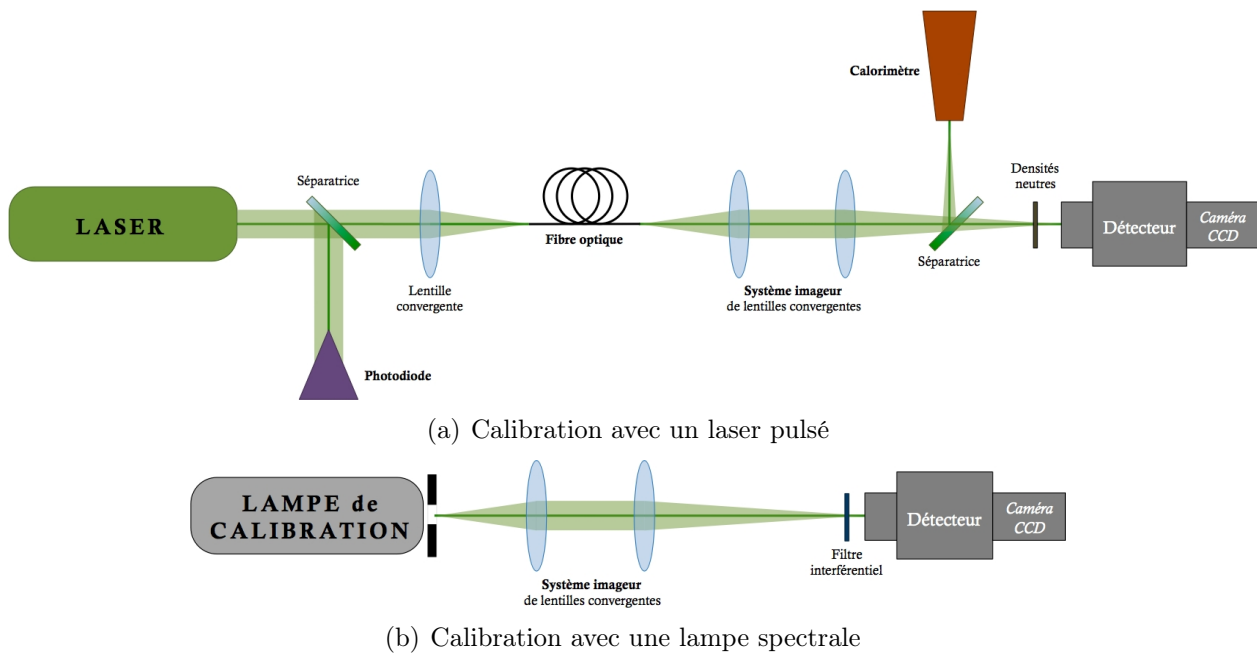 Calorimètre
Séparatrice
Densités
neutres
LASER
Fibre optique
Détecteur
Caméra
CCD
Lentille
convergente
Système imageur
de lentilles convergentes
Séparatrice
Photodiode
(a) Calibration avec un laser pulsé
LAMPE de
CALIBRATION
Détecteur
Caméra
CCD
Filtre
interférentiel
Système imageur
de lentilles convergentes
(b) Calibration avec une lampe spectrale